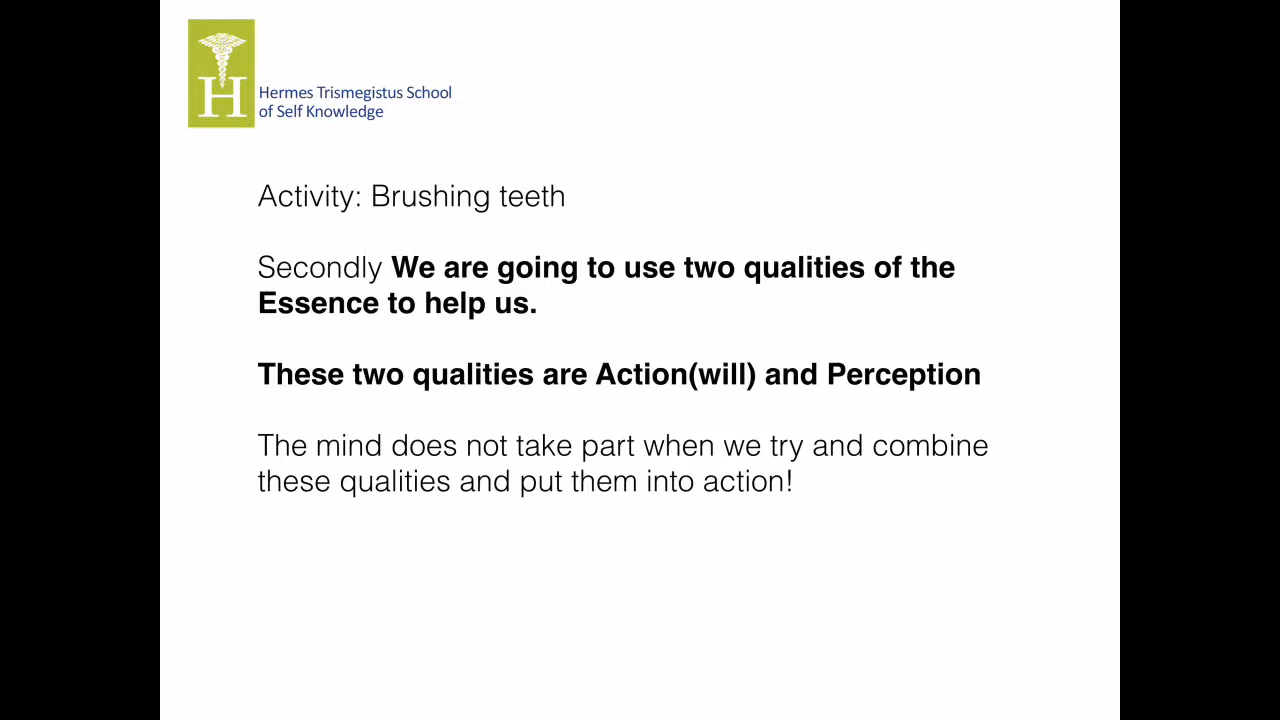 H
Hermes Trismegistus School
of Self Knowledge
Activity: Brushing teeth
Secondly We are going to use two qualities of the
Essence to help us.
These two qualities are Action(will) and Perception
The mind does not take part when we try and combine
these qualities and put them into action!